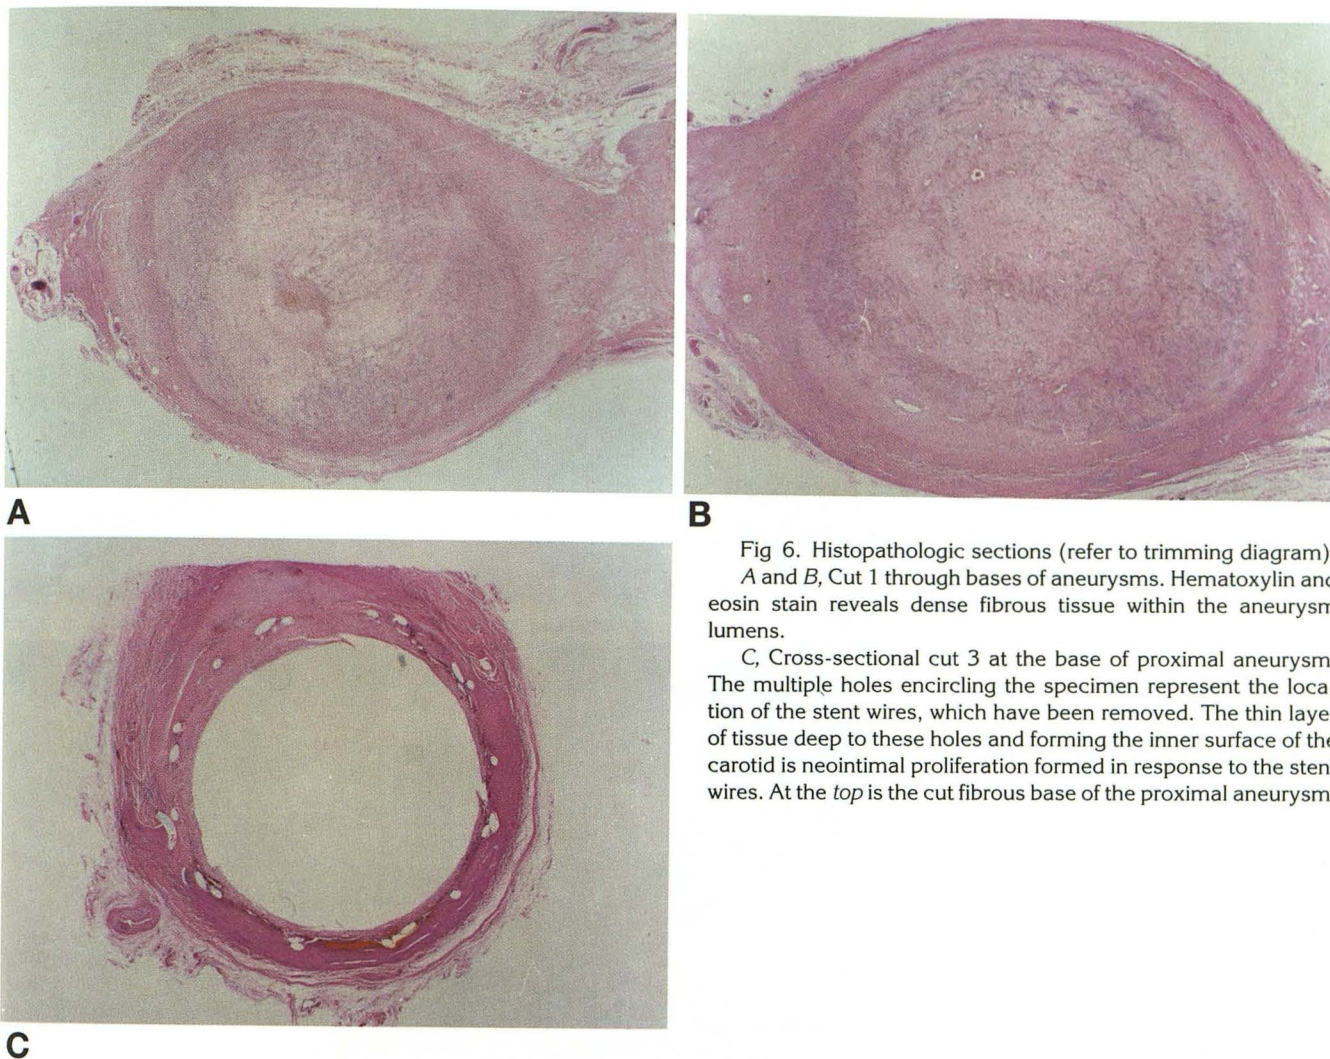 A
B
Fig 6. Histopathologic sections (refer to trimming diagram)
A and B, Cut 1 through bases of aneurysms. Hematoxylin and
eosin stain reveals dense fibrous tissue within the aneurysm
lumens.
C, Cross-sectional cut 3 at the base of proximal aneurysm
The multiple holes encircling the specimen represent the loca-
tion of the stent wires, which have been removed. The thin laye
of tissue deep to these holes and forming the inner surface of the
carotid is neointimal proliferation formed in response to the sten
wires. At the top is the cut fibrous base of the proximal aneurysm
C